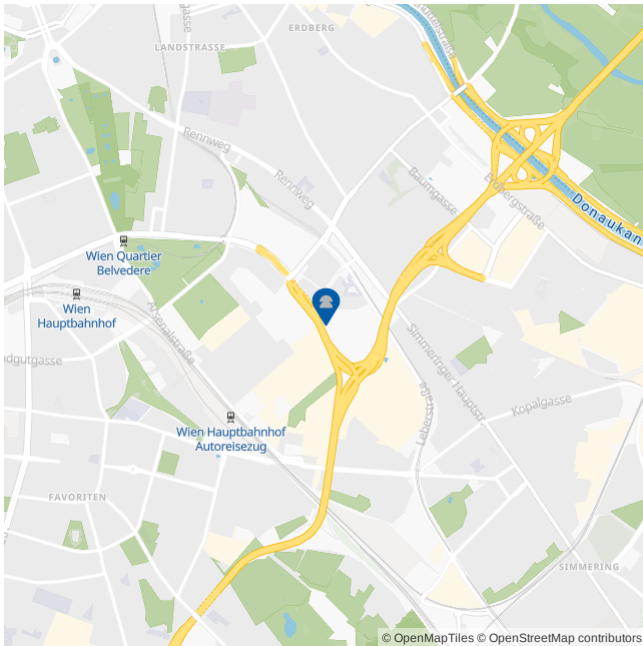 ERDBERG
LANDSTRASSE
Rennweg
Rennweg
Baumgasse
Erdbergstraße
Donaukan
Wien Quartier
Belvedere
Wien
Hauptbahnhof
Arsenalstraße
Simmeringer Hauptstr.
Leberstraße
Kopalgasse
Wien Hauptbahnhof
Autoreisezug
FAVORITEN
SIMMERING
© OpenMapTiles © OpenStreetMap contributors